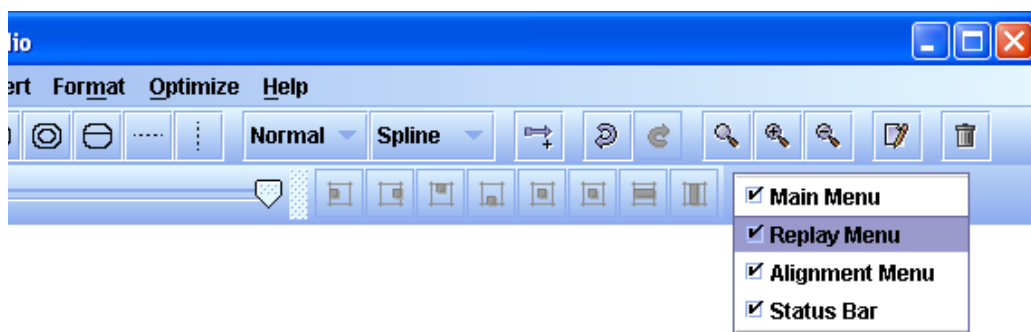 lio
ert Format Optimize Help
Normal Spline
Main Menu
Replay Menu
Alignment Menu
Status Bar